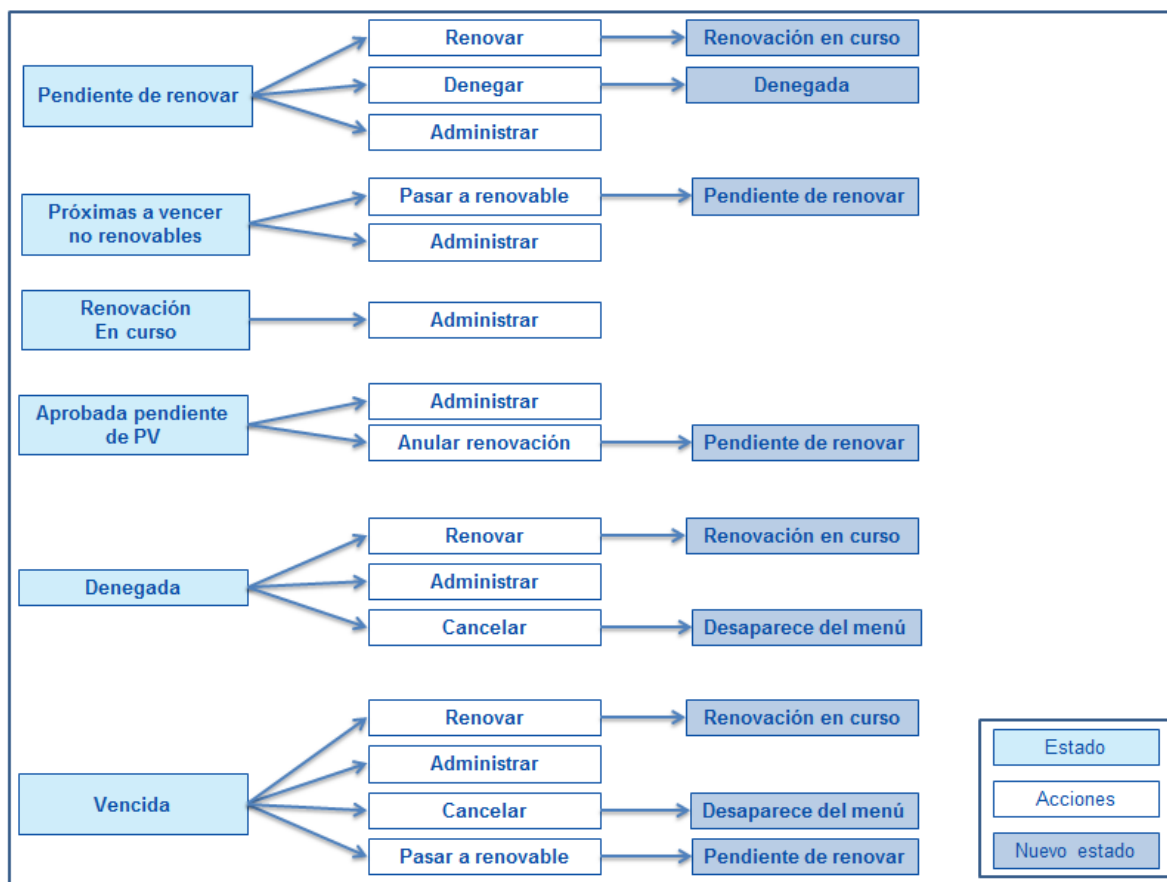 Renovar
Renovación en curso
Pendiente de renovar
Denegar
Denegada
Administrar
Próximas a vencer
no renovables
Pasar a renovable
Pendiente de renovar
Administrar
Renovación
En curso
Administrar
Aprobada pendiente
de PV
Administrar
Anular renovación
Pendiente de renovar
Denegada
Renovar
Renovación en curso
Administrar
Cancelar
Desaparece del menú
Vencida
Renovar
Renovación en curso
Administrar
Cancelar
Desaparece del menú
Pasar a renovable
Pendiente de renovar
Estado
Acciones
Nuevo estado